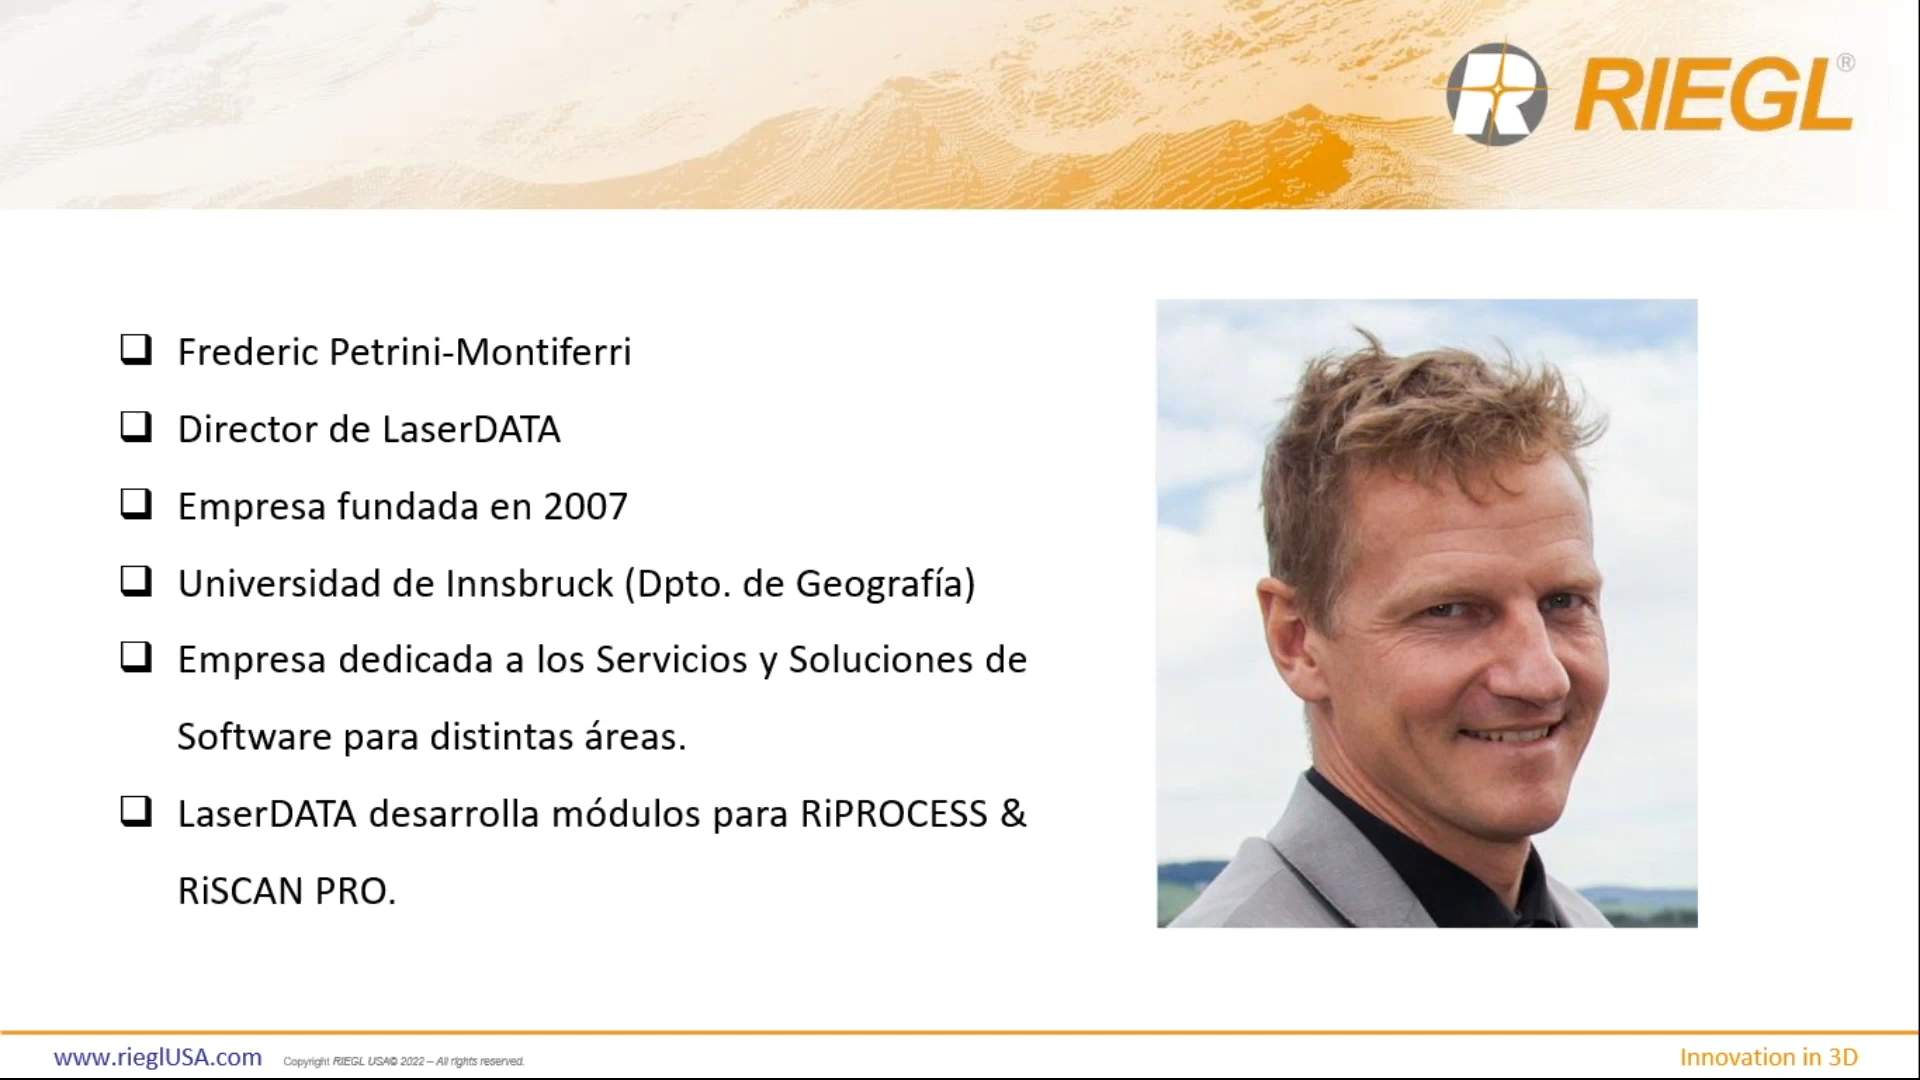 RIEGL®
Frederic Petrini-Montiferri
Director de LaserDATA
Empresa fundada en 2007
Universidad de Innsbruck (Dpto. de Geografía)
Empresa dedicada a los Servicios y Soluciones de
Software para distintas áreas.
LaserDATA desarrolla módulos para RiPROCESS &
RiSCAN PRO.
www.rieglUSA.com
Copyright RIEGL USA© 2022 – All rights reserved.
Innovation in 3D